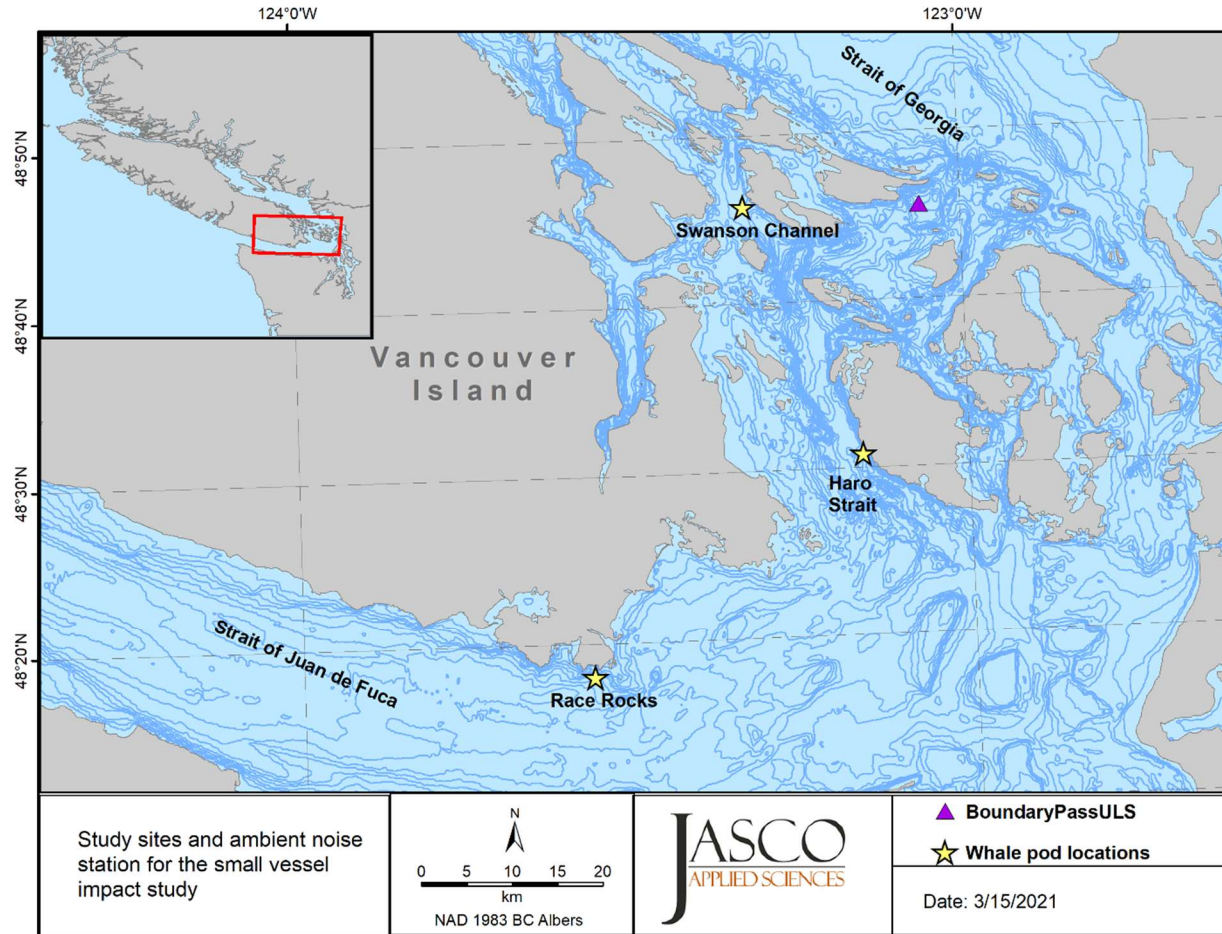 124°0'W
123°0'W
48°50'N
48°40'N
48°30'N
48°20'N
Strait of Georgia
Swanson Channel
Vancouver
Island
Haro
Strait
Strait of Juan de Fuca
Race Rocks
Study sites and ambient noise
station for the small vessel
impact study
N
0 5 10 15 20
km
NAD 1983 BC Albers
JASCO
APPLIED SCIENCES
BoundaryPassULS
Whale pod locations
Date: 3/15/2021